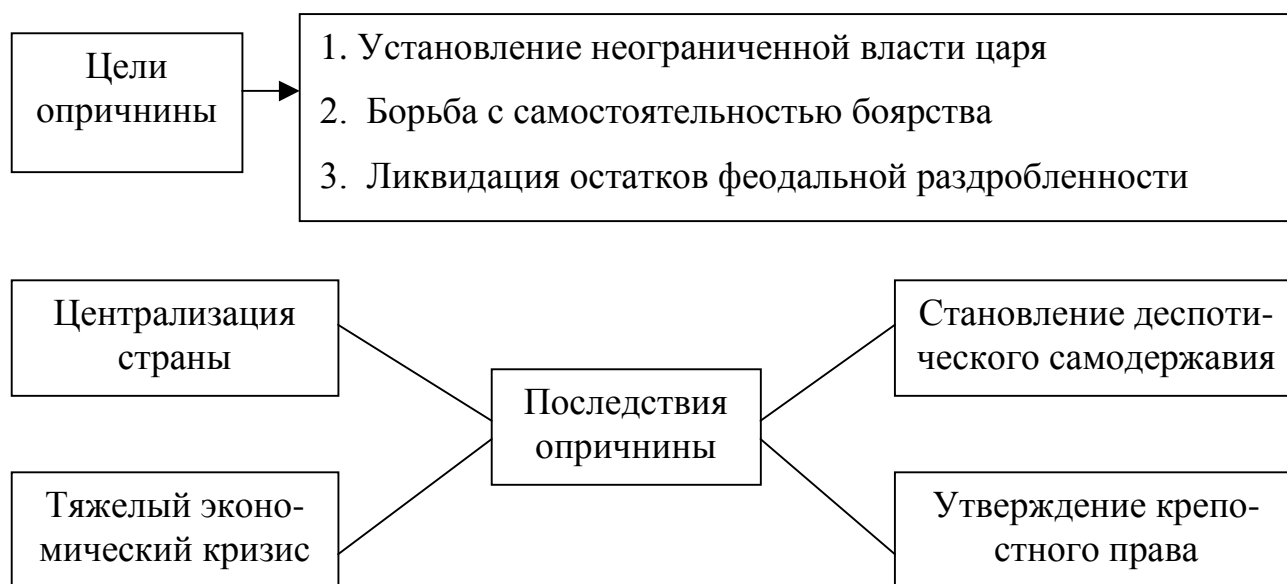 Цели
опричнины
1. Установление неограниченной власти царя
2. Борьба с самостоятельностью боярства
3. Ликвидация остатков феодальной раздробленности
Централизация
страны
Становление деспоти-
ческого самодержавия
Последствия
опричнины
Тяжелый эконо-
мический кризис
Утверждение крепо-
стного права